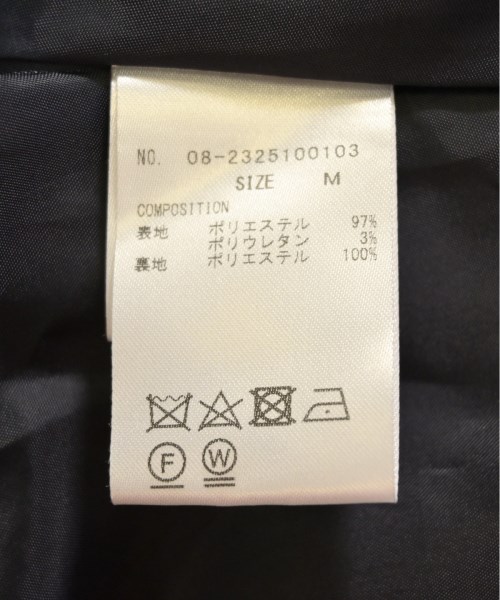 NO. 08-2325100103
SIZE M
COMPOSITION
表地 ポリエステル 97%
ポリウレタン 3%
裏地 ポリエステル 100%
F W